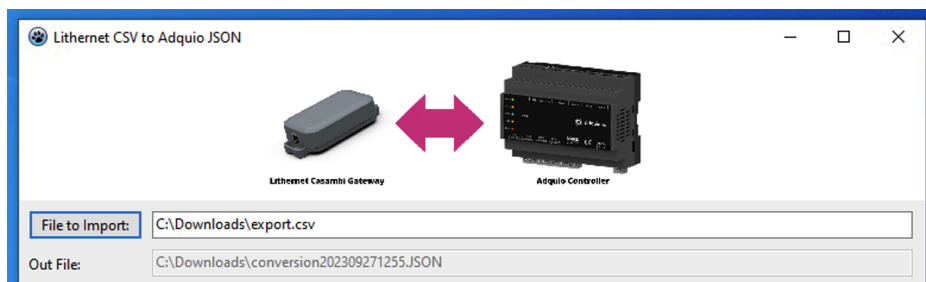 Lithernet CSV to Adquio JSON
Lithernet Casambi Gateway
Adquio Controller
File to Import:
C:\Downloads\export.csv
Out File:
C:\Downloads\conversion202309271255.JSON